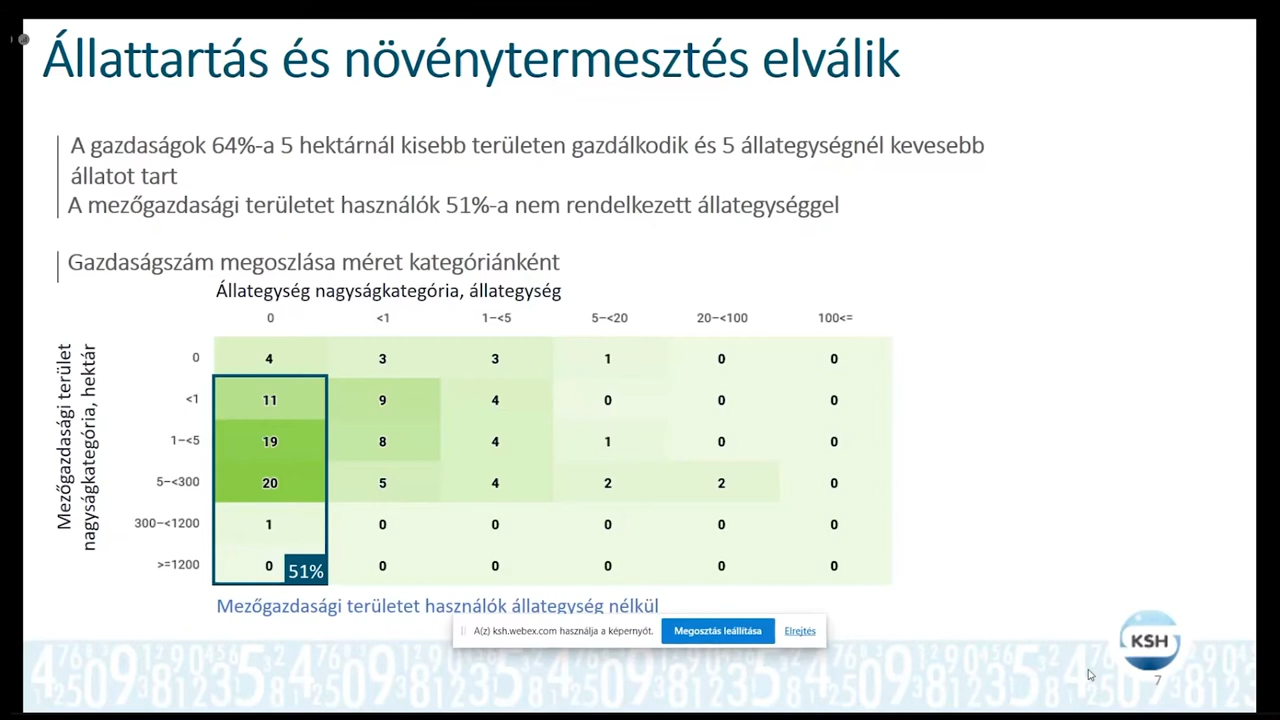 Állattartás és növénytermesztés elválik
A gazdaságok 64%-a 5 hektárnál kisebb területen gazdálkodik és 5 állategységnél kevesebb
állatot tart
A mezőgazdasági területet használók 51%-a nem rendelkezett állategységgel
Gazdaságszám megoszlása méret kategóriánként
Állategység nagyságkategória, állategység
0 <1 1–<5 5–<20 20–<100 100<=
Mezőgazdasági terület
nagyságkategória, hektár
0 4 3 3 1 0 0
<1 11 9 4 0 0 0
1–<5 19 8 4 1 0 0
5–<300 20 5 4 2 2 0
300–<1200 1 0 0 0 0 0
>=1200 0 0 0 0 0 0
51%
Mezőgazdasági területet használók állategység nélkül
A(z) ksh.webex.com használja a képernyőt. Megosztás leállítása Elrejtés
KSH
7